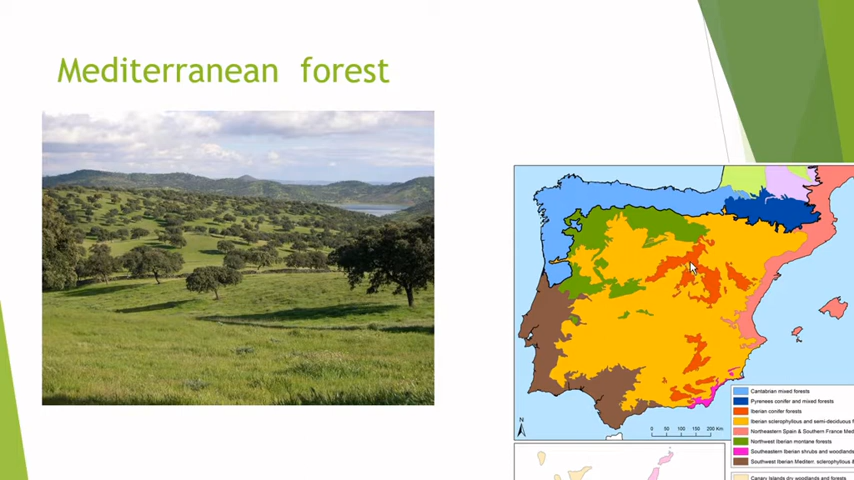 Mediterranean forest
Cantabrian mixed forests
Pyrenees conifer and mixed forests
Iberian conifer forests
Iberian sclerophyllous and semi-deciduous f
Northeastern Spain & Southern France Med
Northwest Iberian montane forests
Southeastern Iberian shrubs and woodlands
Southwest Iberian Mediterr. sclerophyllous &
N
0 50 100 150 200 Km
Canary Islands dry woodlands and forests